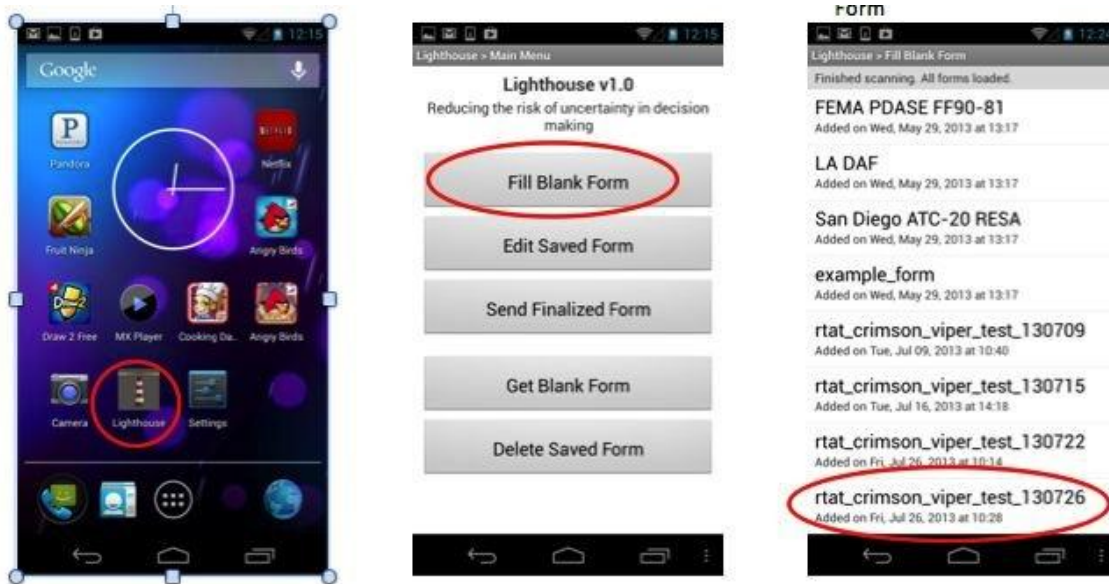 12:15
Google
P
Pandora
NETFLIX
Netflix
Fruit Ninja
Angry Birds
Draw 2 Free
MX Player
Cooking Da..
Angry Birds
Camera
Lighthouse
Settings
12:15
Lighthouse > Main Menu
Lighthouse v1.0
Reducing the risk of uncertainty in decision
making
Fill Blank Form
Edit Saved Form
Send Finalized Form
Get Blank Form
Delete Saved Form
Form
12:24
Lighthouse > Fill Blank Form
Finished scanning. All forms loaded.
FEMA PDASE FF90-81
Added on Wed, May 29, 2013 at 13:17
LA DAF
Added on Wed, May 29, 2013 at 13:17
San Diego ATC-20 RESA
Added on Wed, May 29, 2013 at 13:17
example_form
Added on Wed, May 29, 2013 at 13:17
rtat_crimson_viper_test_130709
Added on Tue, Jul 09, 2013 at 10:40
rtat_crimson_viper_test_130715
Added on Tue, Jul 16, 2013 at 14:18
rtat_crimson_viper_test_130722
Added on Fri, Jul 26, 2013 at 10:14
rtat_crimson_viper_test_130726
Added on Fri, Jul 26, 2013 at 10:28